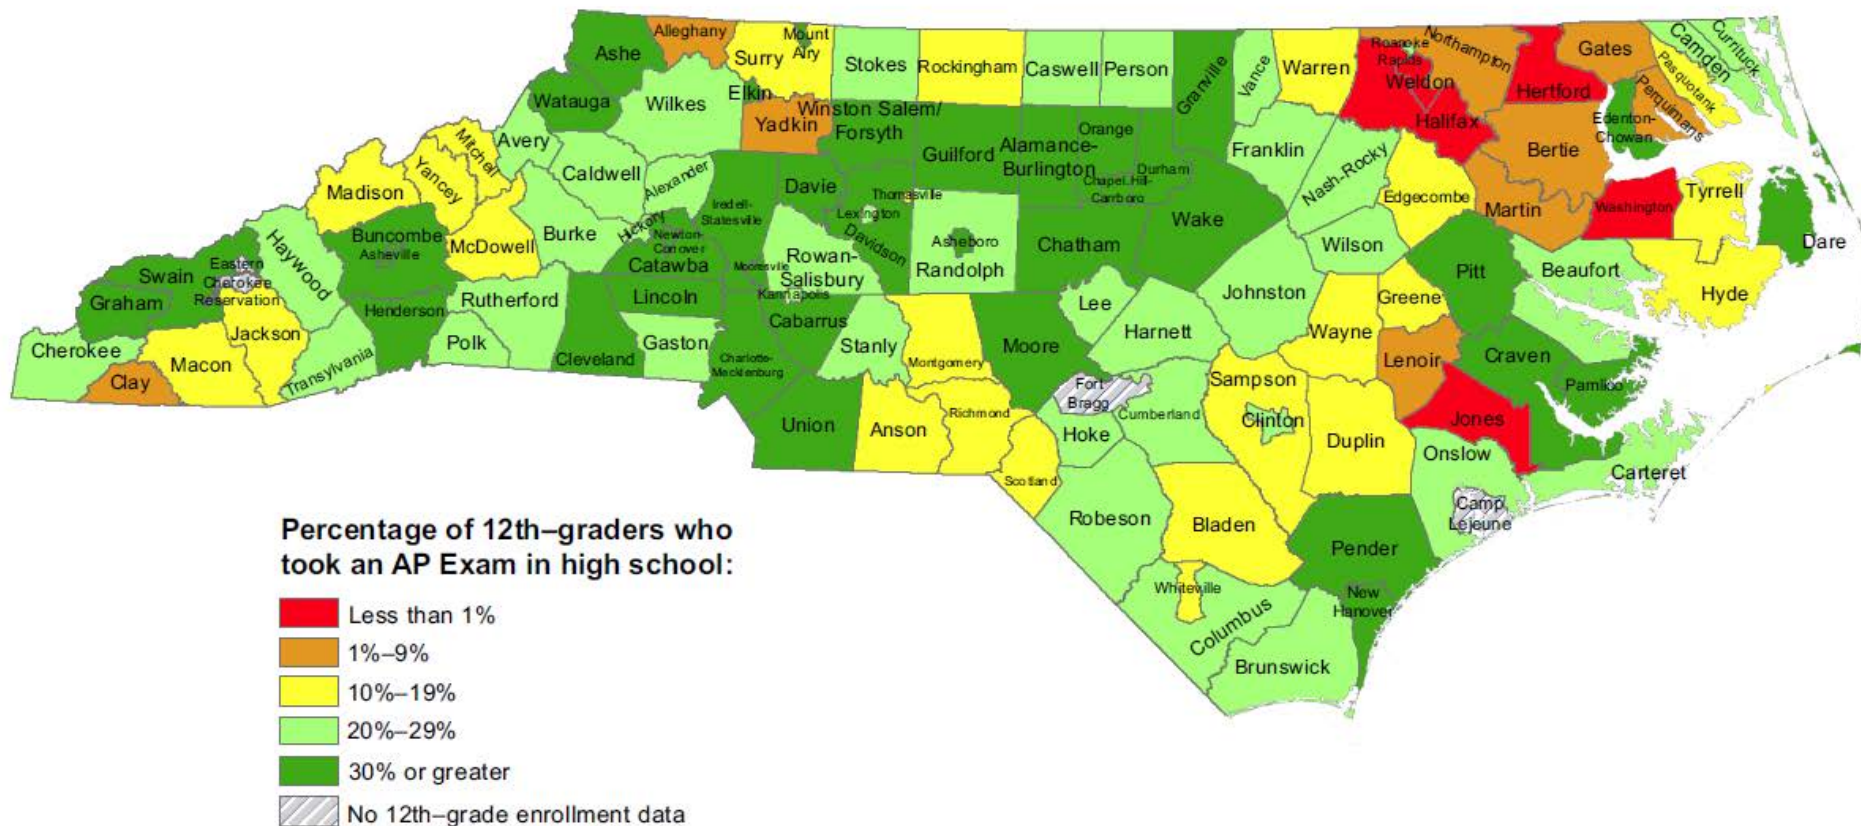 Ashe
Alleghany
Surry
Mount
Airy
Stokes
Rockingham
Caswell
Person
Granville
Vance
Warren
Roanoke
Rapids
Northampton
Weldon
Halifax
Hertford
Gates
Camden
Currituck
Pasquotank
Perquimans
Edenton-
Chowan
Bertie
Watauga
Wilkes
Elkin
Yadkin
Winston Salem/
Forsyth
Guilford
Alamance-
Burlington
Orange
Durham
Chapel Hill-
Carrboro
Franklin
Nash-Rocky
Edgecombe
Martin
Washington
Tyrrell
Dare
Mitchell
Avery
Yancey
Madison
Caldwell
Alexander
Iredell-
Statesville
Davie
Thomasville
Lexington
Davidson
Asheboro
Randolph
Chatham
Wake
Wilson
Pitt
Beaufort
Hyde
Haywood
Buncombe
Asheville
McDowell
Burke
Hickory
Newton-
Conover
Catawba
Mooresville
Rowan-
Salisbury
Swain
Eastern
Cherokee
Reservation
Graham
Henderson
Rutherford
Lincoln
Kannapolis
Cabarrus
Lee
Harnett
Johnston
Wayne
Greene
Lenoir
Craven
Pamlico
Cherokee
Clay
Macon
Jackson
Transylvania
Polk
Cleveland
Gaston
Charlotte-
Mecklenburg
Stanly
Montgomery
Moore
Fort
Bragg
Cumberland
Sampson
Clinton
Duplin
Jones
Onslow
Carteret
Camp
Lejeune
Union
Anson
Richmond
Scotland
Hoke
Robeson
Bladen
Pender
New
Hanover
Whiteville
Columbus
Brunswick
Percentage of 12th–graders who
took an AP Exam in high school:
Less than 1%
1%–9%
10%–19%
20%–29%
30% or greater
No 12th–grade enrollment data